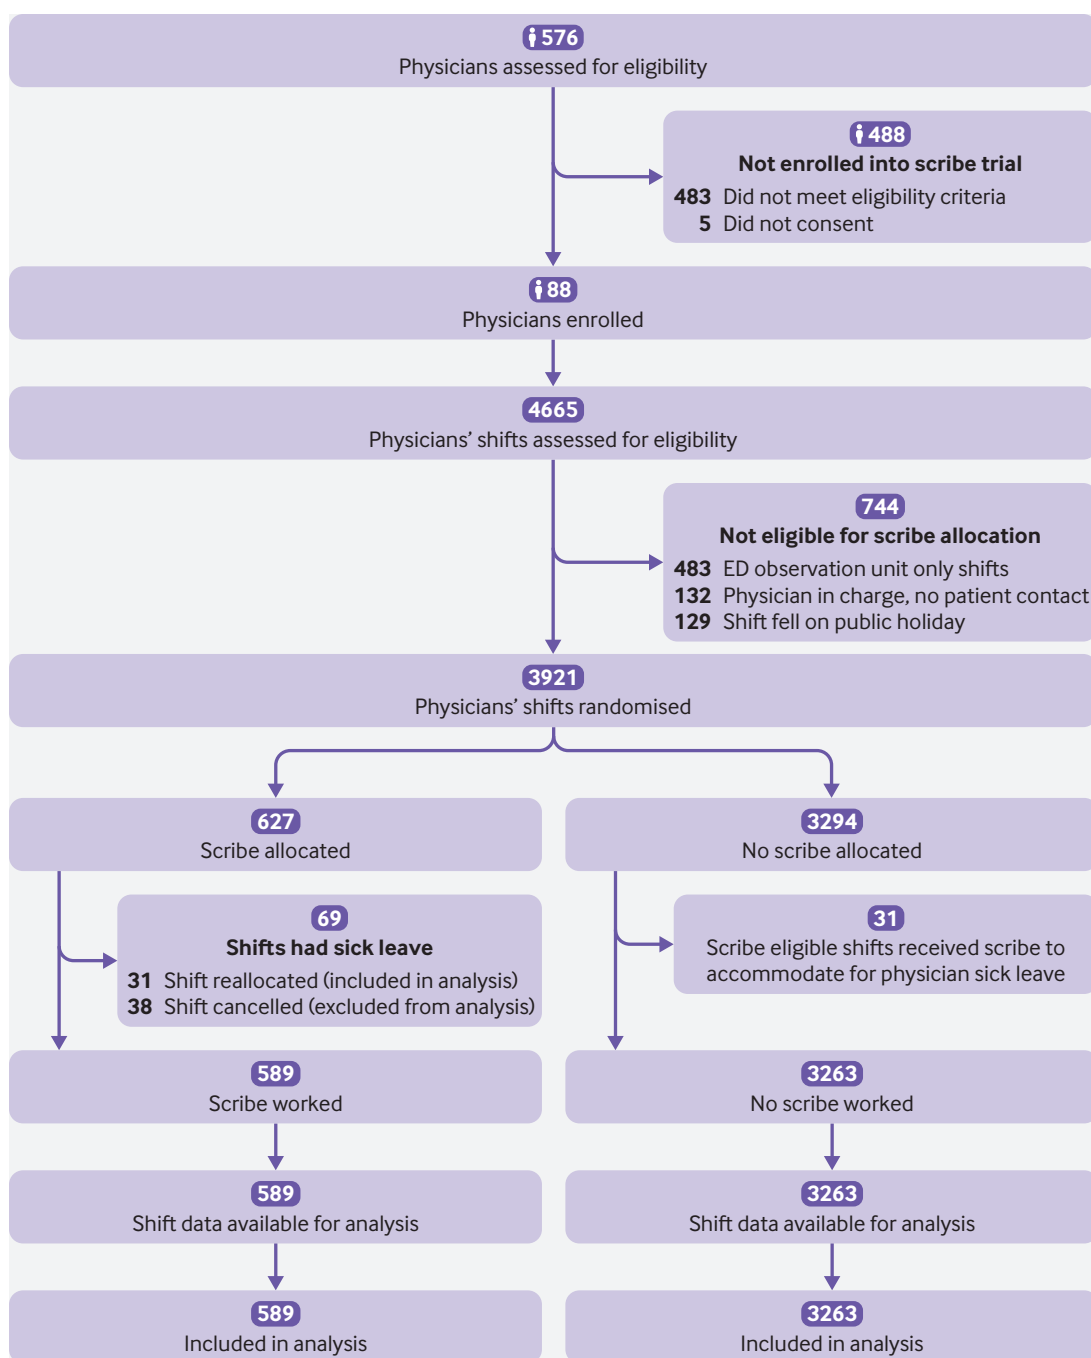 576
Physicians assessed for eligibility
488
Not enrolled into scribe trial
483 Did not meet eligibility criteria
5 Did not consent
88
Physicians enrolled
4665
Physicians' shifts assessed for eligibility
744
Not eligible for scribe allocation
483 ED observation unit only shifts
132 Physician in charge, no patient contact
129 Shift fell on public holiday
3921
Physicians' shifts randomised
627
Scribe allocated
3294
No scribe allocated
69
Shifts had sick leave
31 Shift reallocated (included in analysis)
38 Shift cancelled (excluded from analysis)
31
Scribe eligible shifts received scribe to
accommodate for physician sick leave
589
Scribe worked
3263
No scribe worked
589
Shift data available for analysis
3263
Shift data available for analysis
589
Included in analysis
3263
Included in analysis